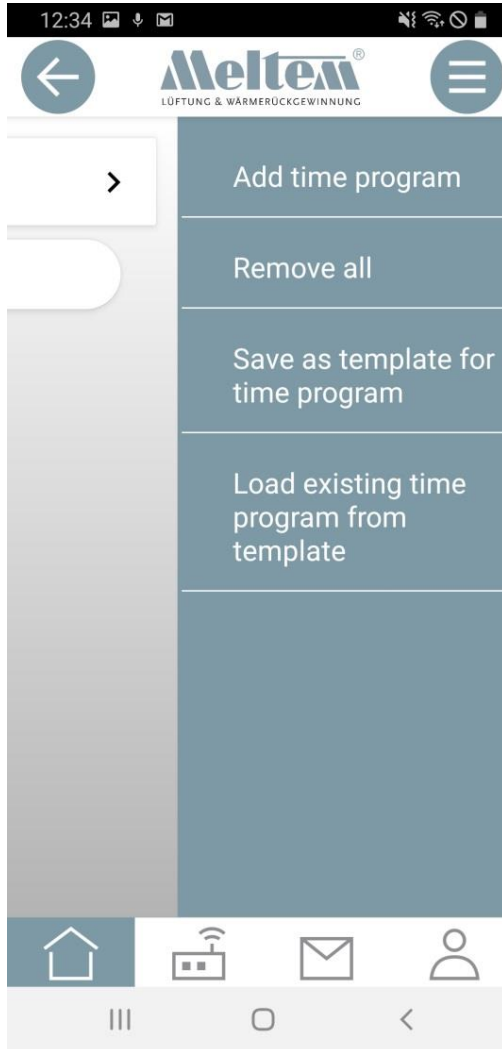 12:34
Meltem®
LÜFTUNG & WÄRMERÜCKGEWINNUNG
Add time program
Remove all
Save as template for
time program
Load existing time
program from
template